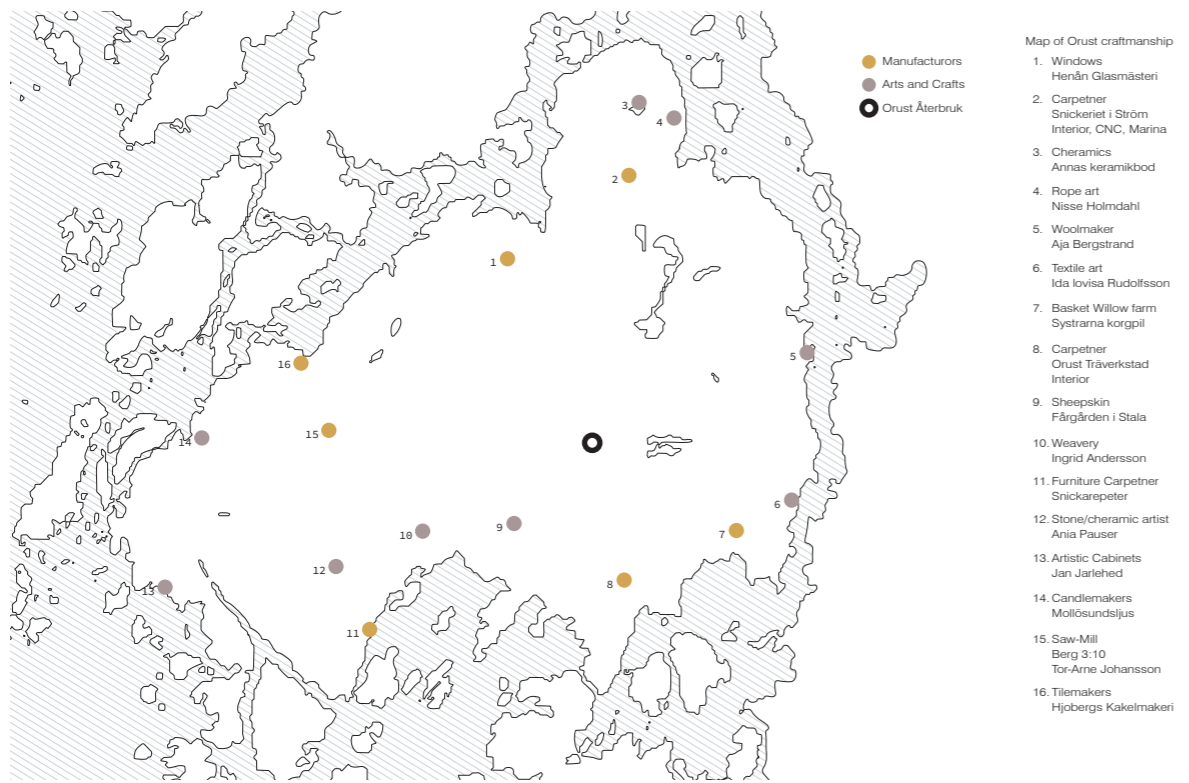 Manufacturors
Arts and Crafts
Orust Återbruk
Map of Orust craftmanship
1. Windows
Henån Glasmästeri
2. Carpetner
Snickeriet i Ström
Interior, CNC, Marina
3. Cheramics
Annas keramikbod
4. Rope art
Nisse Holmdahl
5. Woolmaker
Aja Bergstrand
6. Textile art
Ida lovisa Rudolfsson
7. Basket Willow farm
Systrarna korgpil
8. Carpetner
Orust Träverkstad
Interior
9. Sheepskin
Fårgården i Stala
10. Weavery
Ingrid Andersson
11. Furniture Carpetner
Snickarepeter
12. Stone/cheramic artist
Ania Pauser
13. Artistic Cabinets
Jan Jarlehed
14. Candlemakers
Mollösundsljus
15. Saw-Mill
Berg 3:10
Tor-Arne Johansson
16. Tilemakers
Hjobergs Kakelmakeri
3
4
2
1
5
16
15
14
6
9
10
7
12
8
13
11